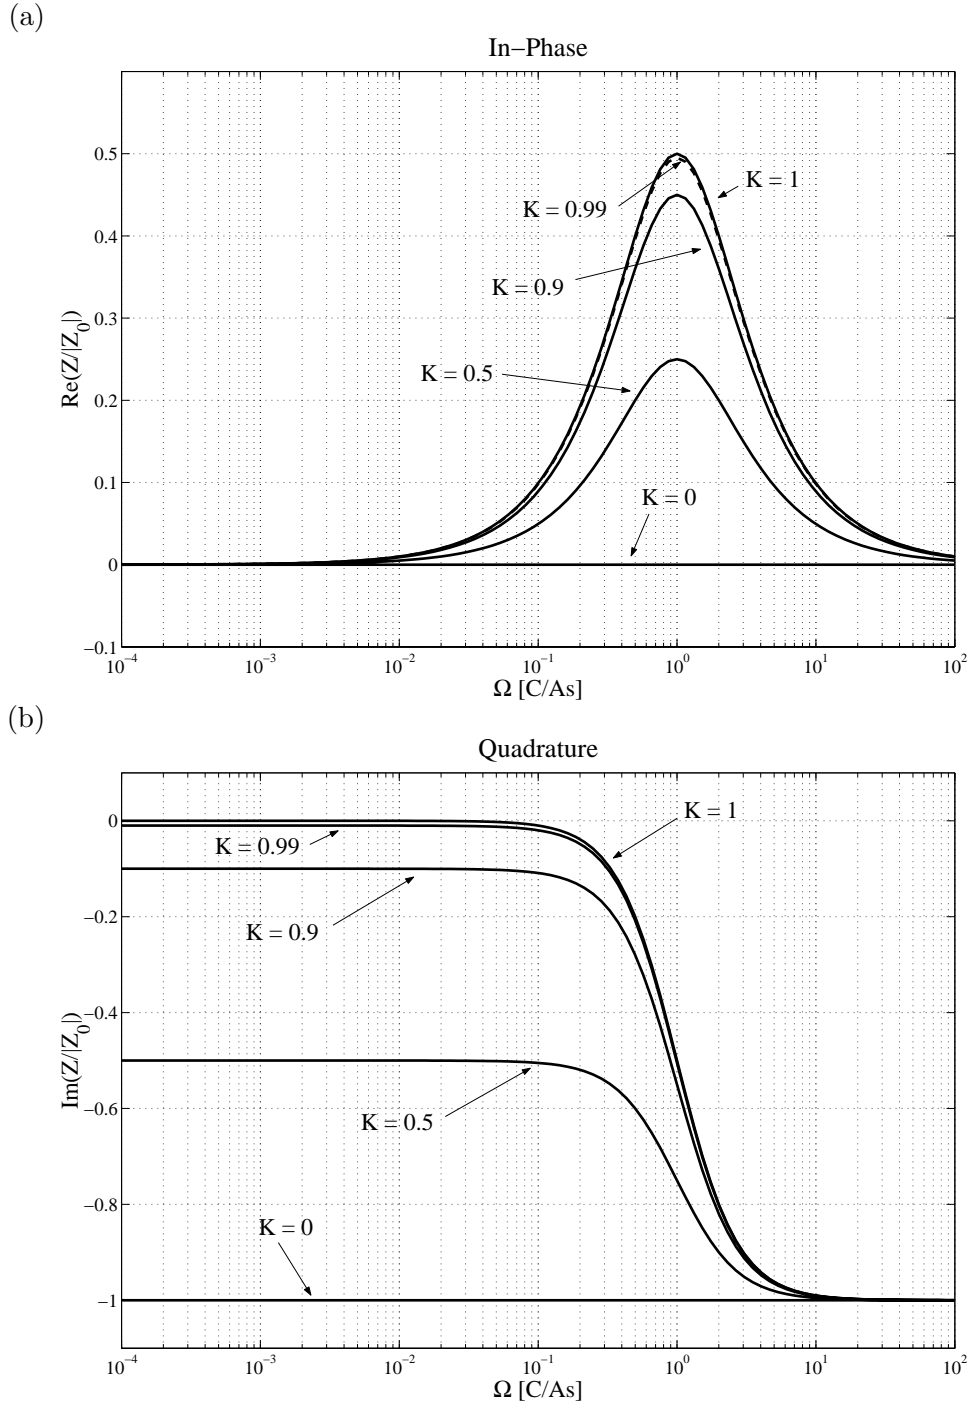 (a)
In−Phase
0.5
0.4
0.3
0.2
0.1
0
−0.1
Re(Z/|Z₀|)
K = 1
K = 0.99
K = 0.9
K = 0.5
K = 0
10⁻⁴ 10⁻³ 10⁻² 10⁻¹ 10⁰ 10¹ 10²
Ω [C/As]
(b)
Quadrature
0
−0.2
−0.4
−0.6
−0.8
−1
Im(Z/|Z₀|)
K = 1
K = 0.99
K = 0.9
K = 0.5
K = 0
10⁻⁴ 10⁻³ 10⁻² 10⁻¹ 10⁰ 10¹ 10²
Ω [C/As]